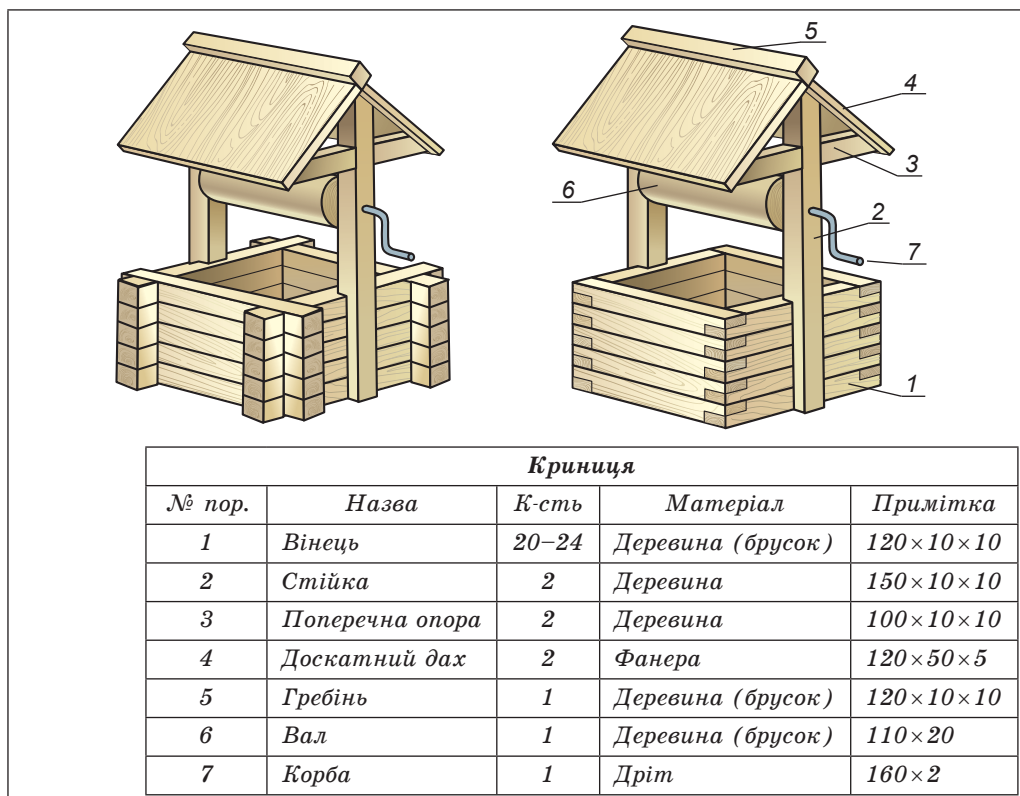 5
4
3
6
2
7
1
Криниця
№ пор. Назва К-сть Матеріал Примітка
1 Вінець 20–24 Деревина (брусок) 120×10×10
2 Стійка 2 Деревина 150×10×10
3 Поперечна опора 2 Деревина 100×10×10
4 Доскатний дах 2 Фанера 120×50×5
5 Гребінь 1 Деревина (брусок) 120×10×10
6 Вал 1 Деревина (брусок) 110×20
7 Корба 1 Дріт 160×2